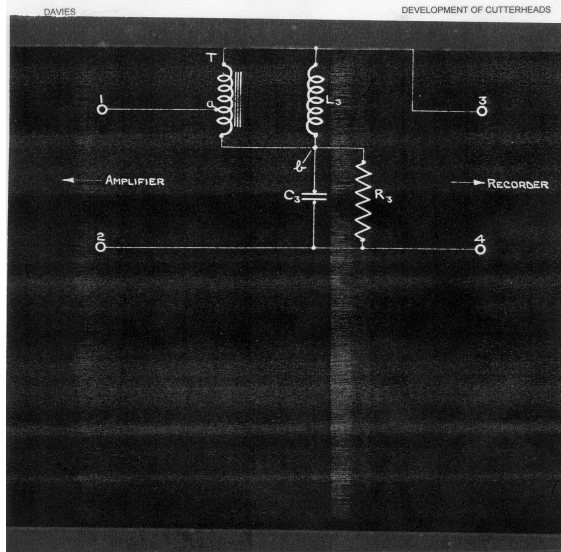 DAVIES DEVELOPMENT OF CUTTERHEADS
T
1 a L3 3
b
AMPLIFIER C3 R3 RECORDER
2 4